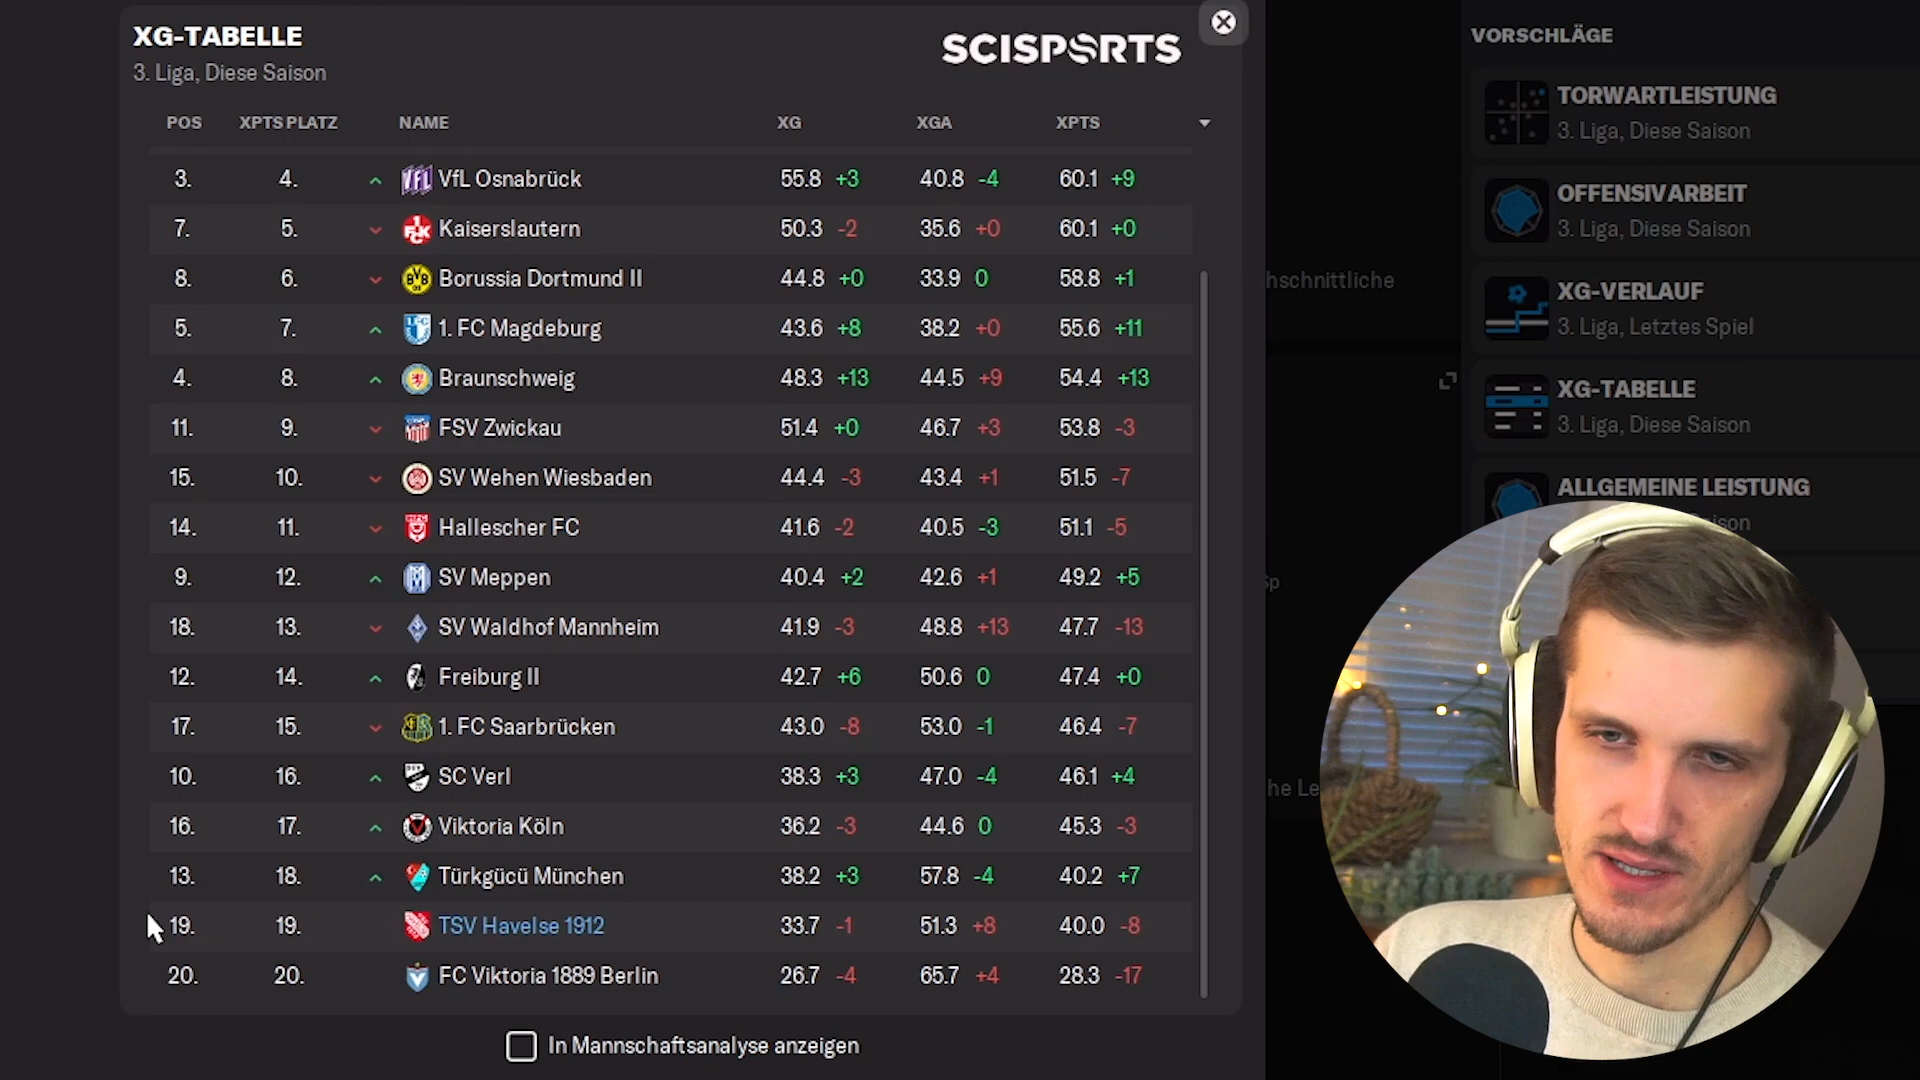 XG-TABELLE
3. Liga, Diese Saison
SCISPORTS
POS XPTS PLATZ NAME XG XGA XPTS
3. 4. VfL Osnabrück 55.8 +3 40.8 -4 60.1 +9
7. 5. Kaiserslautern 50.3 -2 35.6 +0 60.1 +0
8. 6. Borussia Dortmund II 44.8 +0 33.9 0 58.8 +1
5. 7. 1. FC Magdeburg 43.6 +8 38.2 +0 55.6 +11
4. 8. Braunschweig 48.3 +13 44.5 +9 54.4 +13
11. 9. FSV Zwickau 51.4 +0 46.7 +3 53.8 -3
15. 10. SV Wehen Wiesbaden 44.4 -3 43.4 +1 51.5 -7
14. 11. Hallescher FC 41.6 -2 40.5 -3 51.1 -5
9. 12. SV Meppen 40.4 +2 42.6 +1 49.2 +5
18. 13. SV Waldhof Mannheim 41.9 -3 48.8 +13 47.7 -13
12. 14. Freiburg II 42.7 +6 50.6 0 47.4 +0
17. 15. 1. FC Saarbrücken 43.0 -8 53.0 -1 46.4 -7
10. 16. SC Verl 38.3 +3 47.0 -4 46.1 +4
16. 17. Viktoria Köln 36.2 -3 44.6 0 45.3 -3
13. 18. Türkgücü München 38.2 +3 57.8 -4 40.2 +7
19. 19. TSV Havelse 1912 33.7 -1 51.3 +8 40.0 -8
20. 20. FC Viktoria 1889 Berlin 26.7 -4 65.7 +4 28.3 -17
In Mannschaftsanalyse anzeigen
hschnittliche
Sp
he Le
VORSCHLÄGE
TORWARTLEISTUNG
3. Liga, Diese Saison
OFFENSIVARBEIT
3. Liga, Diese Saison
XG-VERLAUF
3. Liga, Letztes Spiel
XG-TABELLE
3. Liga, Diese Saison
ALLGEMEINE LEISTUNG
ison